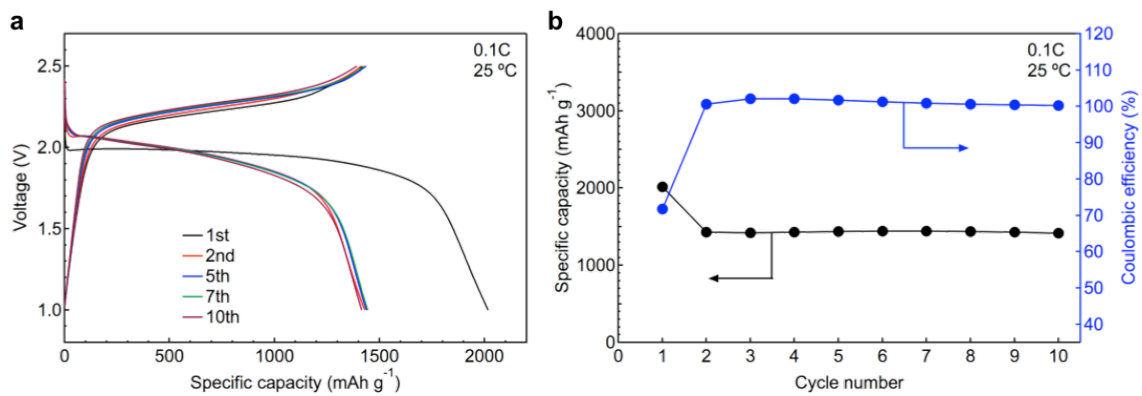 a
0.1C
25 ºC
2.5
2.0
1.5
1.0
Voltage (V)
1st
2nd
5th
7th
10th
0
500
1000
1500
2000
Specific capacity (mAh g⁻¹)
b
0.1C
25 ºC
4000
3000
2000
1000
0
Specific capacity (mAh g⁻¹)
120
110
100
90
80
70
60
50
40
Coulombic efficiency (%)
0
1
2
3
4
5
6
7
8
9
10
Cycle number